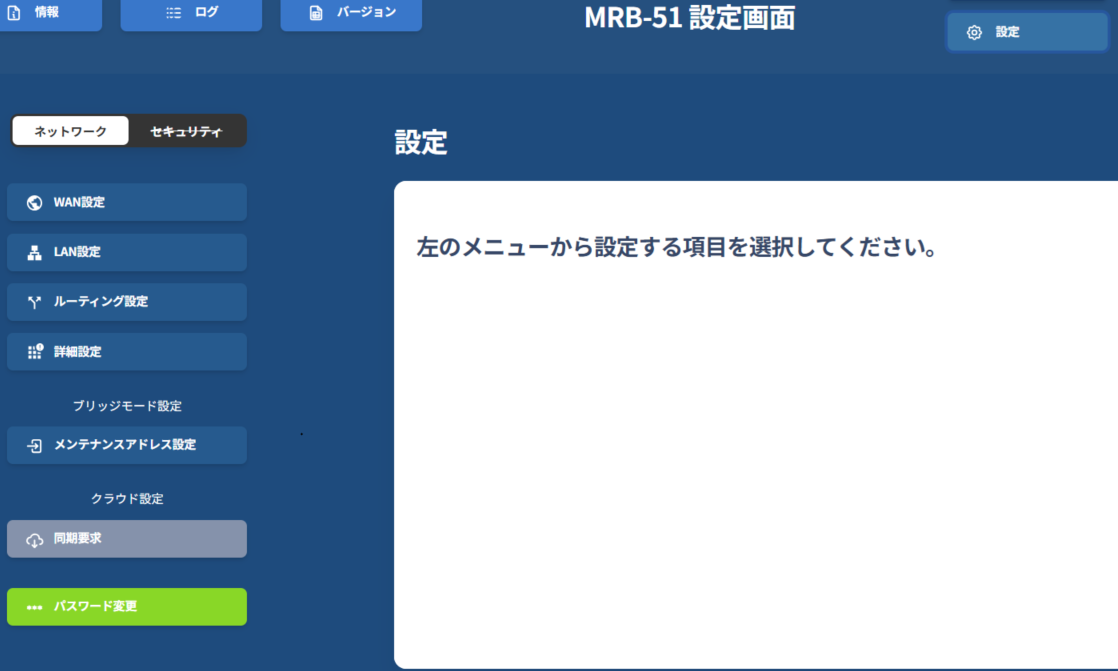 情報
ログ
バージョン
MRB-51 設定画面
設定
ネットワーク
セキュリティ
WAN設定
LAN設定
ルーティング設定
詳細設定
ブリッジモード設定
メンテナンスアドレス設定
クラウド設定
同期要求
パスワード変更
設定
左のメニューから設定する項目を選択してください。